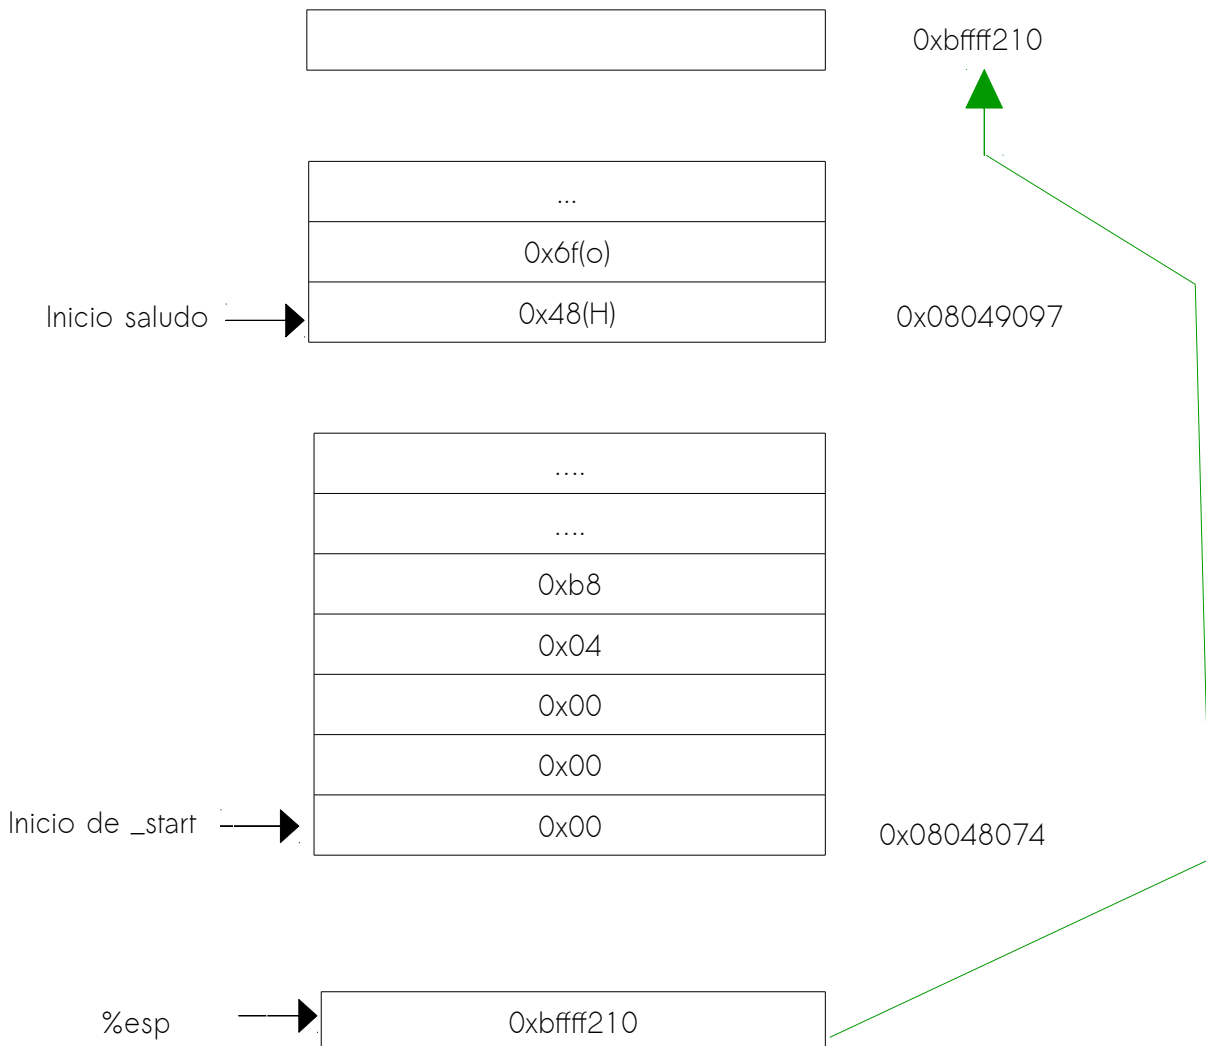 0xbffff210
...
0x6f(o)
Inicio saludo
0x48(H)
0x08049097
....
....
0xb8
0x04
0x00
0x00
Inicio de _start
0x00
0x08048074
%esp
0xbffff210